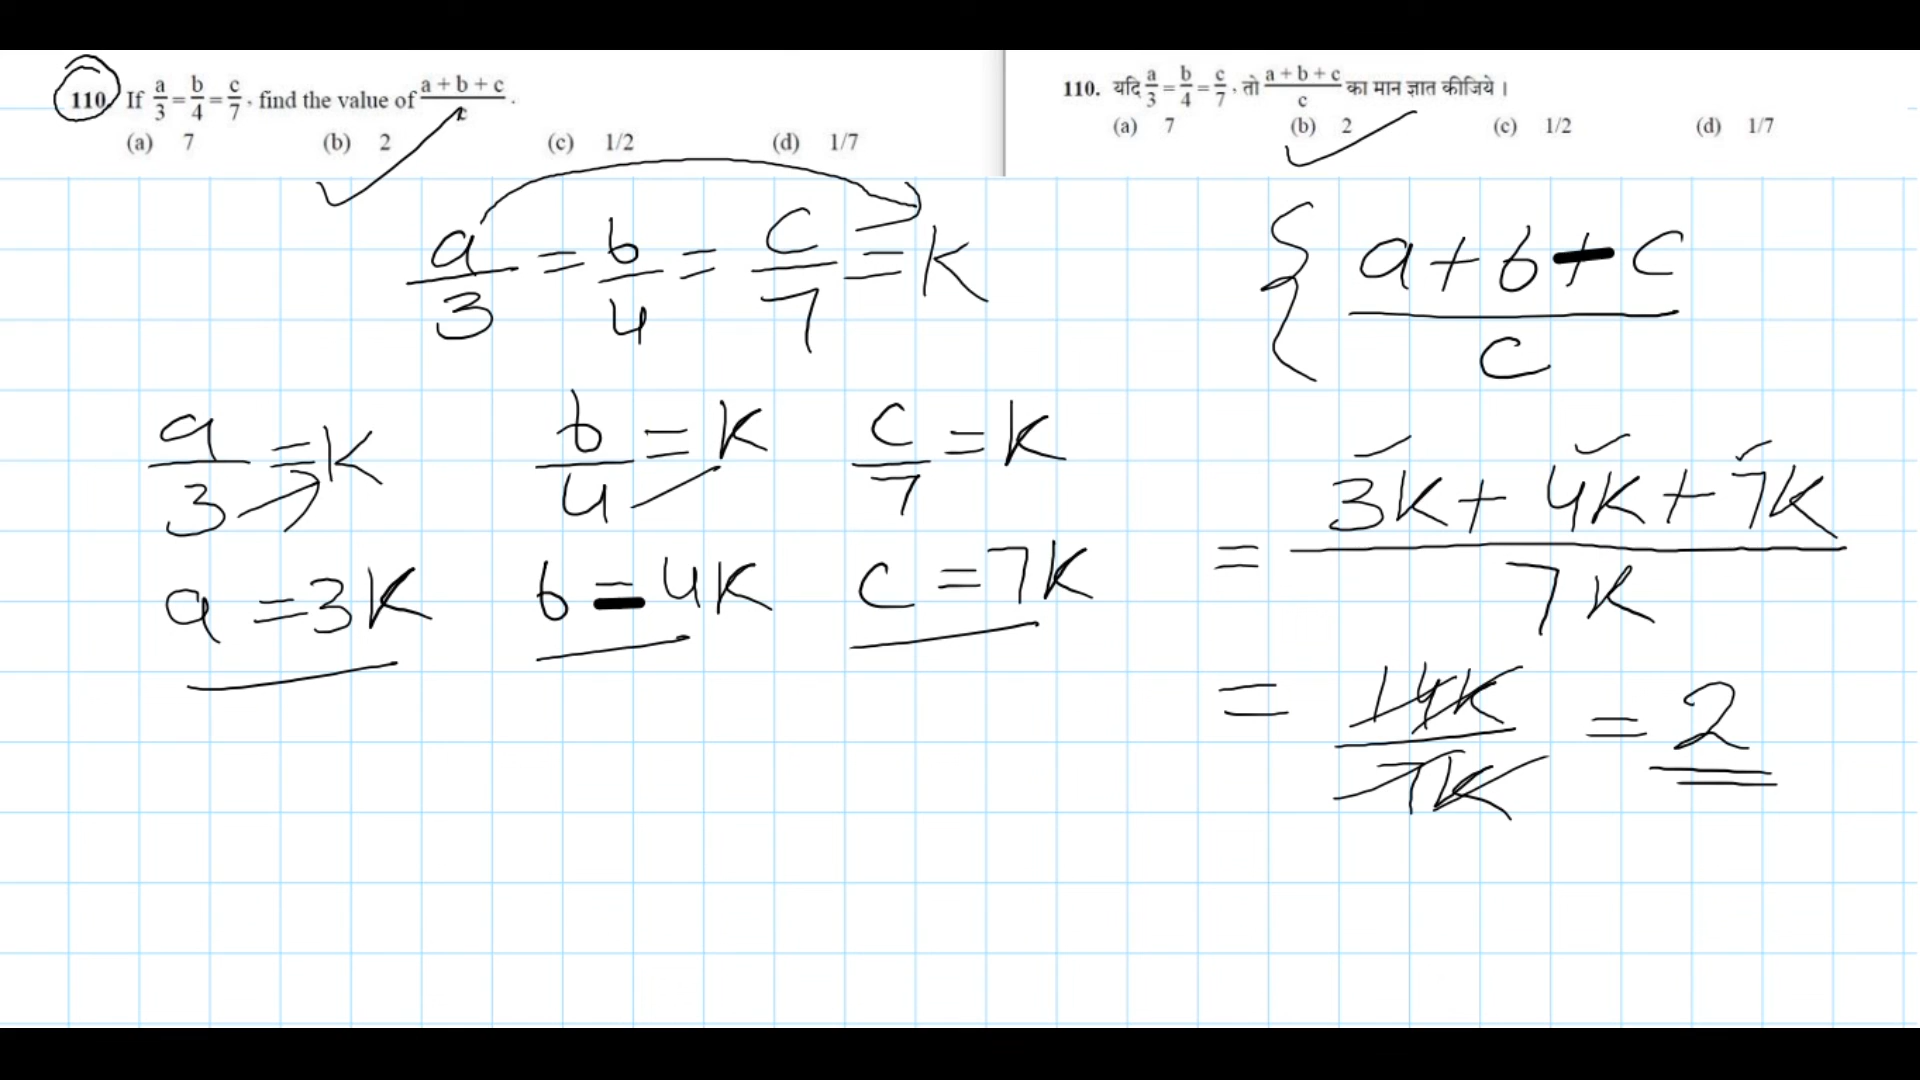 110. If a/3 = b/4 = c/7, find the value of (a + b + c)/c.
(a) 7 (b) 2 (c) 1/2 (d) 1/7
110. यदि a/3 = b/4 = c/7, तो (a + b + c)/c का मान ज्ञात कीजिये ।
(a) 7 (b) 2 (c) 1/2 (d) 1/7
a/3 = b/4 = c/7 = k
a/3 = k b/4 = k c/7 = k
a = 3k b = 4k c = 7k
(a + b + c)/c
= (3k + 4k + 7k)/7k
= 14k/7k = 2